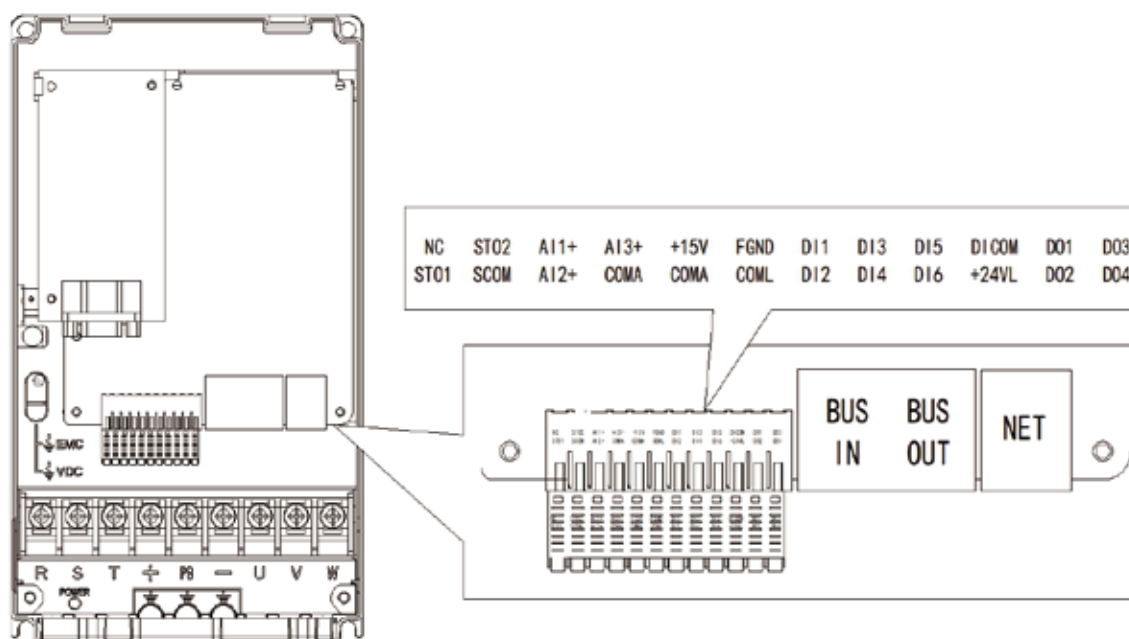 NC STO2 AI1+ AI3+ +15V FGND DI1 DI3 DI5 DICOM DO1 DO3
STO1 SCOM AI2+ COMA COMA COML DI2 DI4 DI6 +24VL DO2 DO4
BUS IN
BUS OUT
NET
EMC
VDC
R S T + PB − U V W
POWER